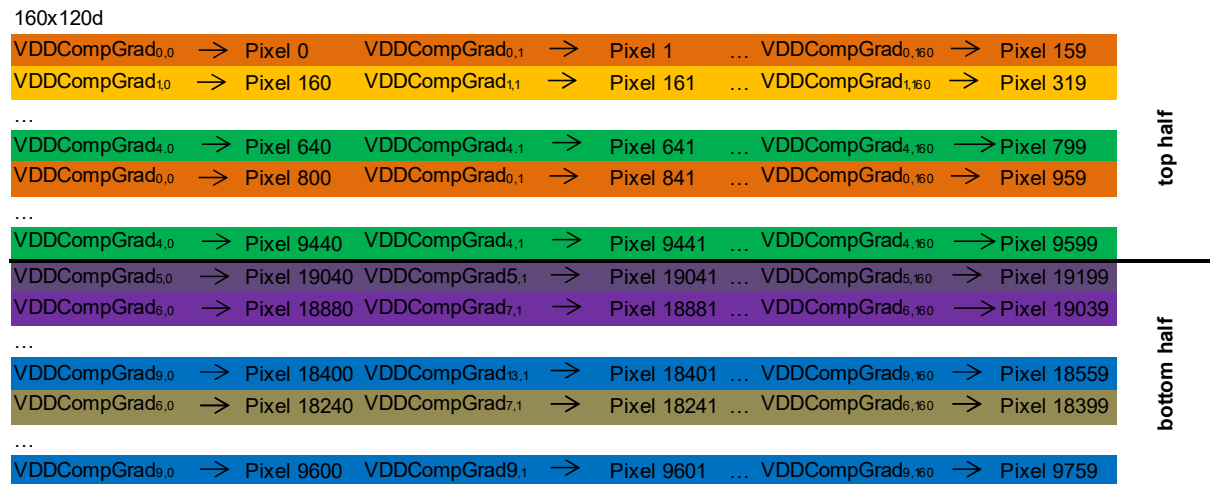 160x120d
VDDCompGrad0,0 → Pixel 0 VDDCompGrad0,1 → Pixel 1 … VDDCompGrad0,160 → Pixel 159
VDDCompGrad1,0 → Pixel 160 VDDCompGrad1,1 → Pixel 161 … VDDCompGrad1,160 → Pixel 319
…
VDDCompGrad4.0 → Pixel 640 VDDCompGrad4.1 → Pixel 641 … VDDCompGrad4,160 → Pixel 799
VDDCompGrad0,0 → Pixel 800 VDDCompGrad0,1 → Pixel 841 … VDDCompGrad0,160 → Pixel 959
…
VDDCompGrad4,0 → Pixel 9440 VDDCompGrad4,1 → Pixel 9441 … VDDCompGrad4,160 → Pixel 9599
top half
VDDCompGrad5,0 → Pixel 19040 VDDCompGrad5,1 → Pixel 19041 … VDDCompGrad5,160 → Pixel 19199
VDDCompGrad6,0 → Pixel 18880 VDDCompGrad7,1 → Pixel 18881 … VDDCompGrad6,160 → Pixel 19039
…
VDDCompGrad9,0 → Pixel 18400 VDDCompGrad13,1 → Pixel 18401 … VDDCompGrad9,160 → Pixel 18559
VDDCompGrad6,0 → Pixel 18240 VDDCompGrad7,1 → Pixel 18241 … VDDCompGrad6,160 → Pixel 18399
…
VDDCompGrad9,0 → Pixel 9600 VDDCompGrad9,1 → Pixel 9601 … VDDCompGrad9,160 → Pixel 9759
bottom half